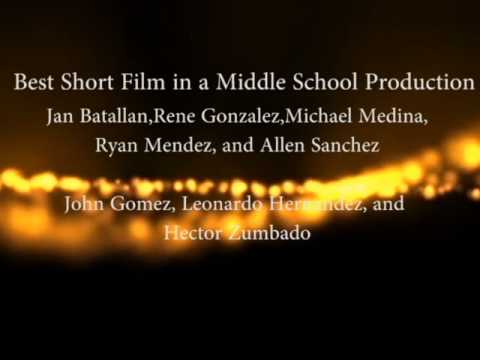 Best Short Film in a Middle School Production
Jan Batallan,Rene Gonzalez,Michael Medina,
Ryan Mendez, and Allen Sanchez
John Gomez, Leonardo Hernandez, and
Hector Zumbado